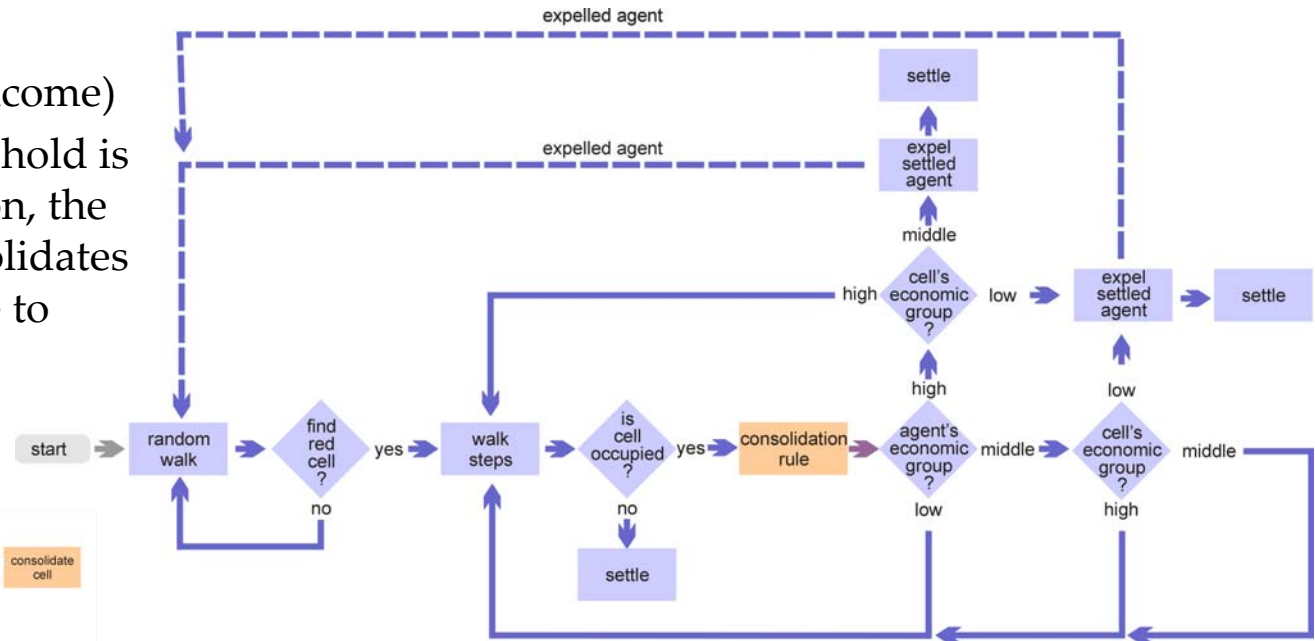 expelled agent
come)
hold is
on, the
olidates
to
settle
expelled agent
expel
settled
agent
middle
high
cell's
economic
group
?
low
expel
settled
agent
settle
high
low
start
random
walk
find
red
cell
?
yes
walk
steps
is
cell
occupied
?
yes
consolidation
rule
agent's
economic
group
?
middle
cell's
economic
group
?
middle
no
no
low
high
consolidate
cell
settle